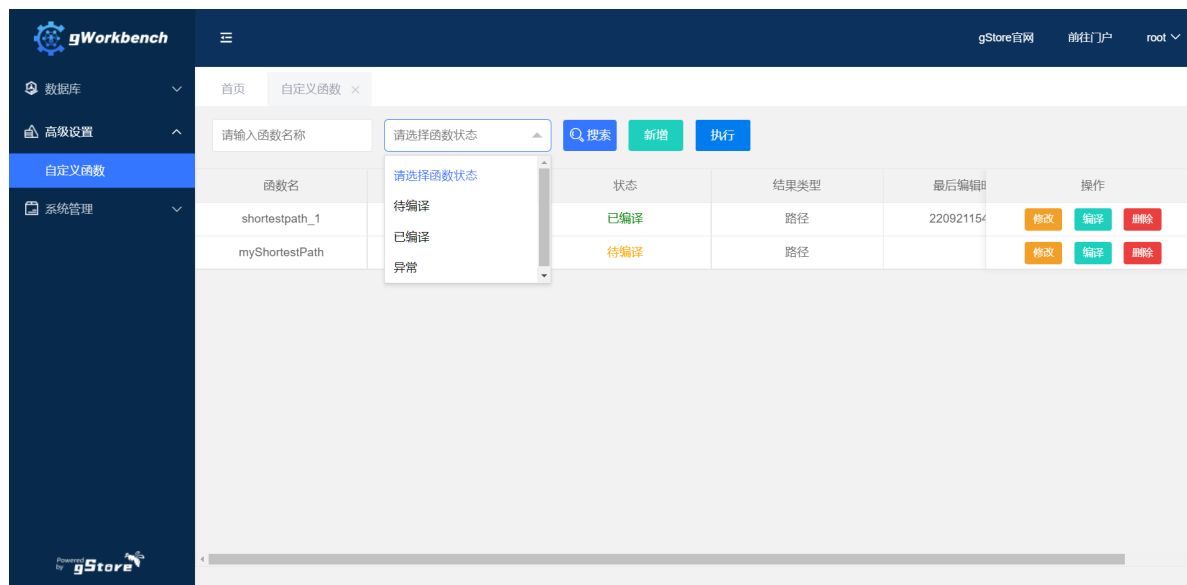 gWorkbench
gStore官网 前往门户 root
数据库
首页 自定义函数
高级设置
请输入函数名称 请选择函数状态 搜索 新增 执行
自定义函数
请选择函数状态
待编译
已编译
异常
函数名 状态 结果类型 最后编辑 操作
系统管理
shortestpath_1 已编译 路径 22092115 修改 编译 删除
myShortestPath 待编译 路径 修改 编译 删除
Powered by gStore